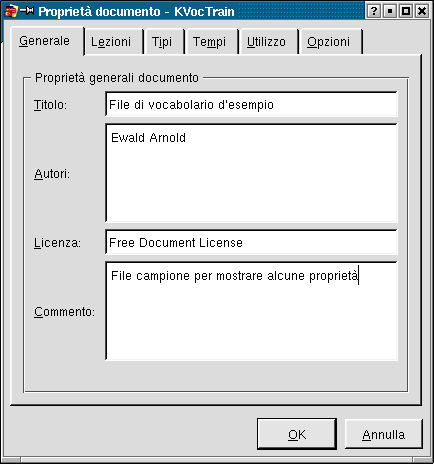 Proprietà documento - KVocTrain
Generale Lezioni Tipi Tempi Utilizzo Opzioni
Proprietà generali documento
Titolo: File di vocabolario d'esempio
Autori: Ewald Arnold
Licenza: Free Document License
Commento: File campione per mostrare alcune proprietà
OK Annulla